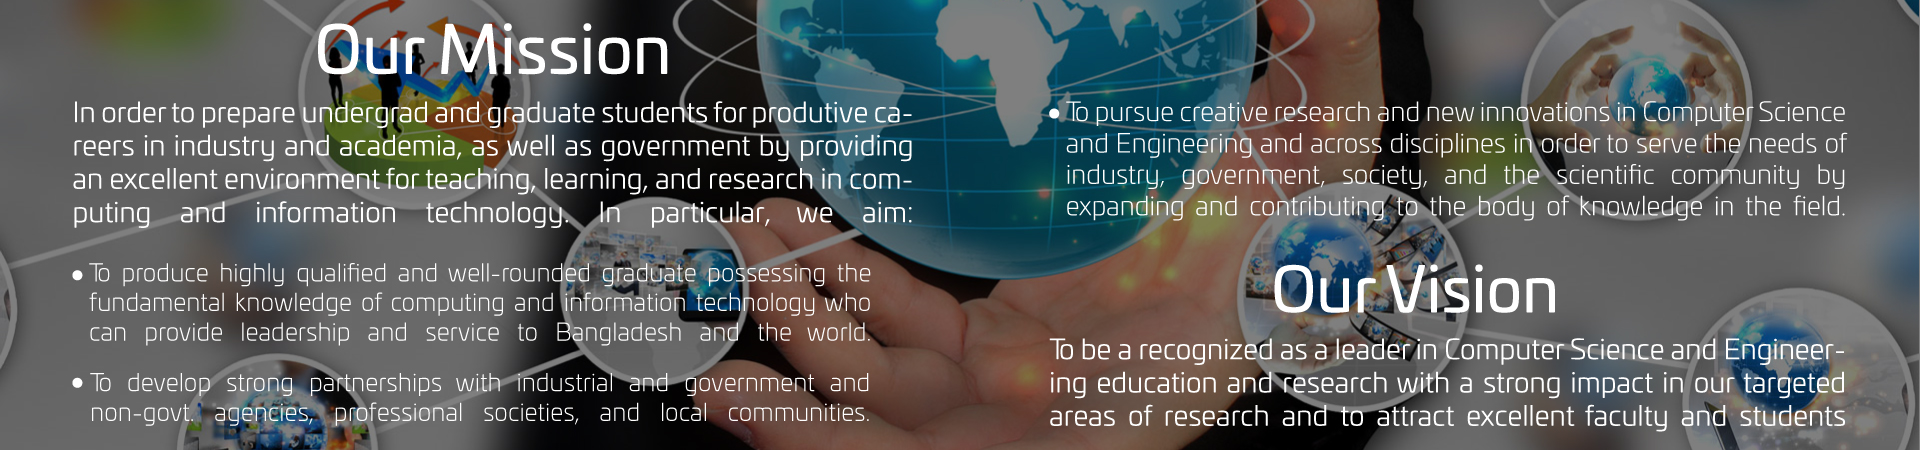 Our Mission
In order to prepare undergrad and graduate students for produtive ca-
reers in industry and academia, as well as government by providing
an excellent environment for teaching, learning, and research in com-
puting and information technology. In particular, we aim:
• To produce highly qualified and well-rounded graduate possessing the
fundamental knowledge of computing and information technology who
can provide leadership and service to Bangladesh and the world.
• To develop strong partnerships with industrial and government and
non-govt. agencies, professional societies, and local communities.
• To pursue creative research and new innovations in Computer Science
and Engineering and across disciplines in order to serve the needs of
industry, government, society, and the scientific community by
expanding and contributing to the body of knowledge in the field.
Our Vision
To be a recognized as a leader in Computer Science and Engineer-
ing education and research with a strong impact in our targeted
areas of research and to attract excellent faculty and students